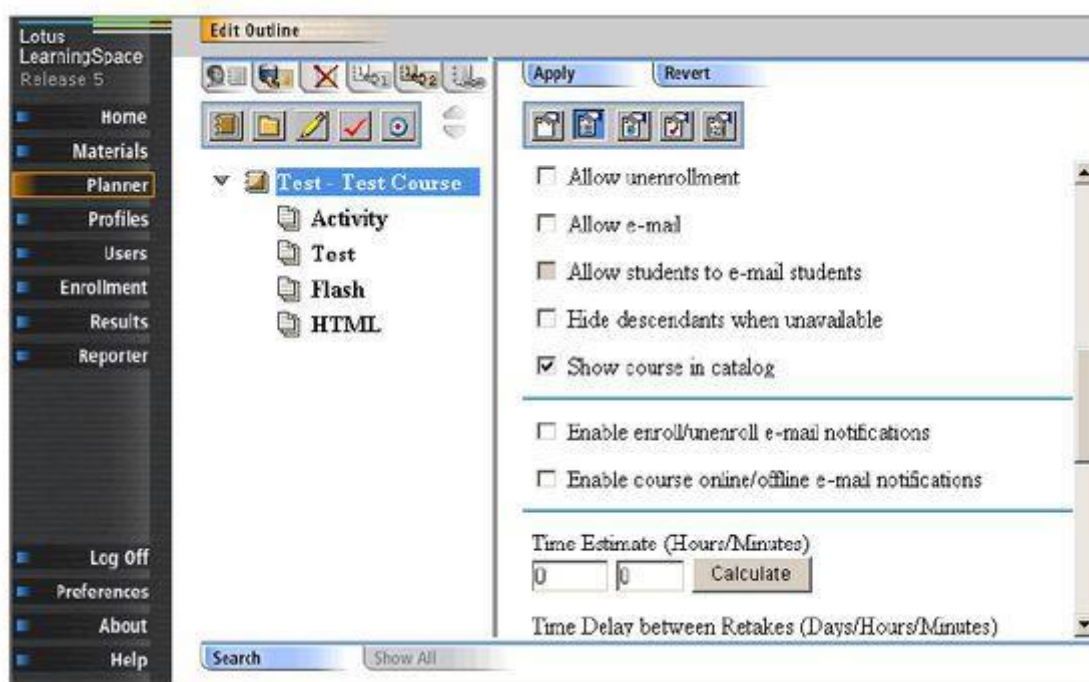 Lotus
LearningSpace
Release 5
Home
Materials
Planner
Profiles
Users
Enrollment
Results
Reporter
Log Off
Preferences
About
Help
Edit Outline
Test - Test Course
Activity
Test
Flash
HTML
Apply Revert
Allow unenrollment
Allow e-mail
Allow students to e-mail students
Hide descendants when unavailable
Show course in catalog
Enable enroll/unenroll e-mail notifications
Enable course online/offline e-mail notifications
Time Estimate (Hours/Minutes)
0 0 Calculate
Time Delay between Retakes (Days/Hours/Minutes)
Search Show All